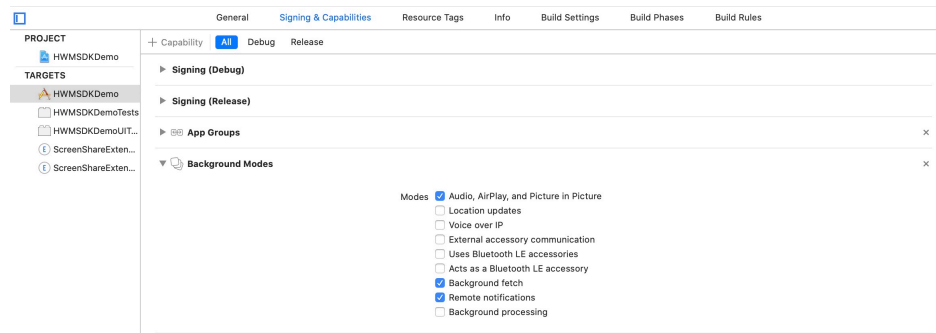 General Signing & Capabilities Resource Tags Info Build Settings Build Phases Build Rules
PROJECT
HWMSDKDemo
TARGETS
HWMSDKDemo
HWMSDKDemoTests
HWMSDKDemoUIT...
E ScreenShareExten...
E ScreenShareExten...
+ Capability All Debug Release
Signing (Debug)
Signing (Release)
App Groups ×
Background Modes ×
Modes Audio, AirPlay, and Picture in Picture
Location updates
Voice over IP
External accessory communication
Uses Bluetooth LE accessories
Acts as a Bluetooth LE accessory
Background fetch
Remote notifications
Background processing